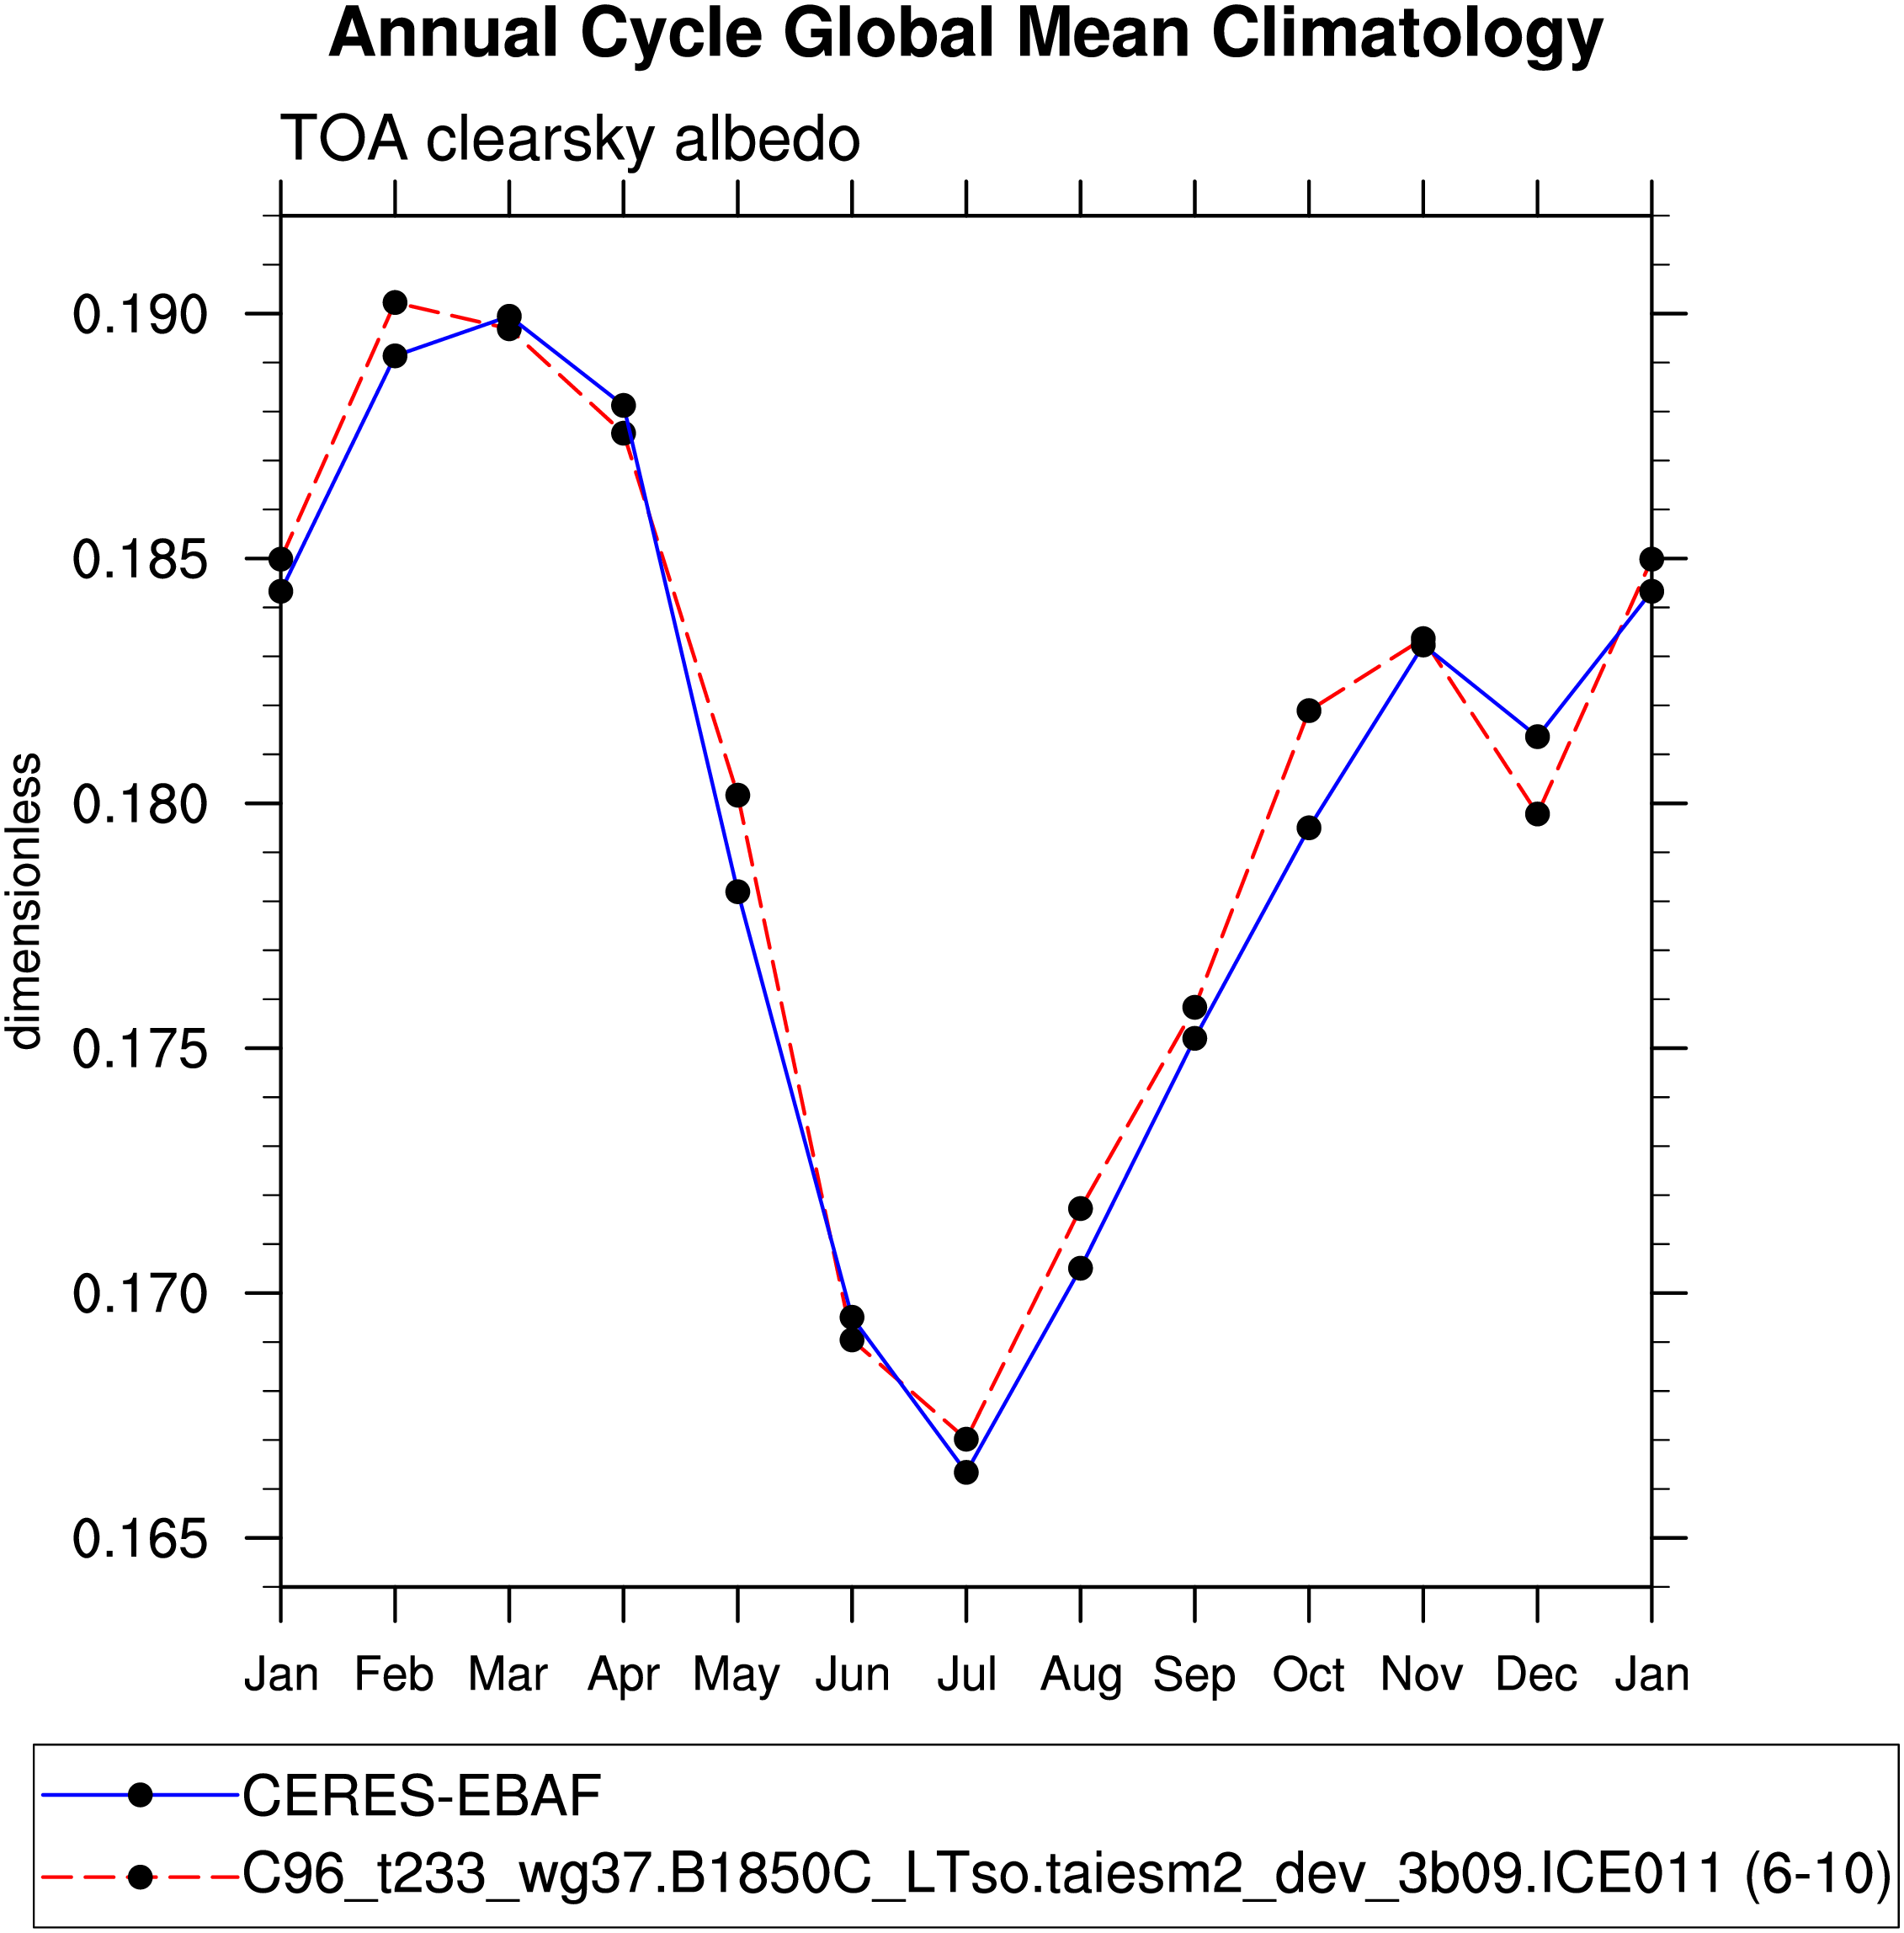 Annual Cycle Global Mean Climatology
TOA clearsky albedo
0.190
0.185
0.180
0.175
0.170
0.165
dimensionless
Jan Feb Mar Apr May Jun Jul Aug Sep Oct Nov Dec Jan
CERES-EBAF
C96_t233_wg37.B1850C_LTso.taiesm2_dev_3b09.ICE011 (6-10)